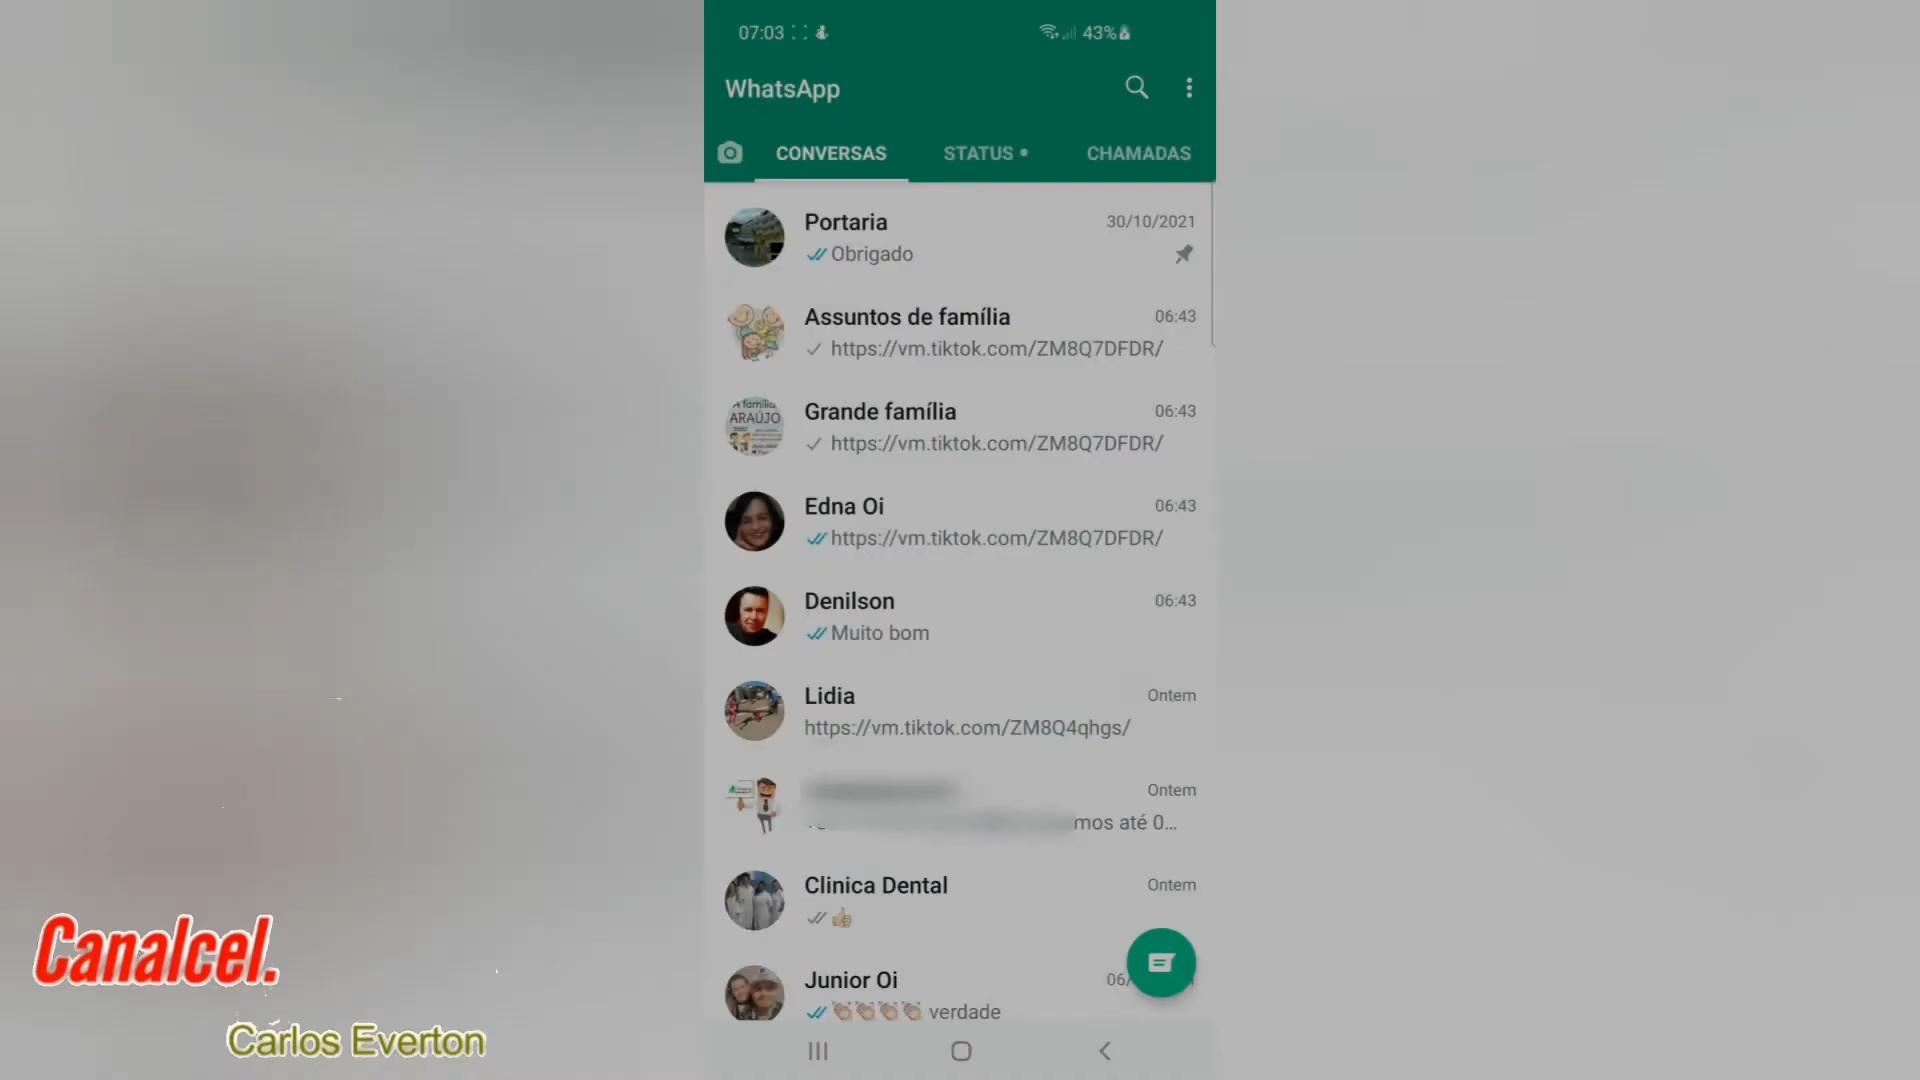 07:03
43%
WhatsApp
CONVERSAS
STATUS
CHAMADAS
Portaria
30/10/2021
Obrigado
Assuntos de família
06:43
https://vm.tiktok.com/ZM8Q7DFDR/
A família
ARAÚJO
Grande família
06:43
https://vm.tiktok.com/ZM8Q7DFDR/
Edna Oi
06:43
https://vm.tiktok.com/ZM8Q7DFDR/
Denilson
06:43
Muito bom
Lidia
Ontem
https://vm.tiktok.com/ZM8Q4qhgs/
Ontem
mos até 0...
Clinica Dental
Ontem
👍🏼
Junior Oi
06/
👏🏼👏🏼👏🏼👏🏼 verdade
Canalcel.
Carlos Everton